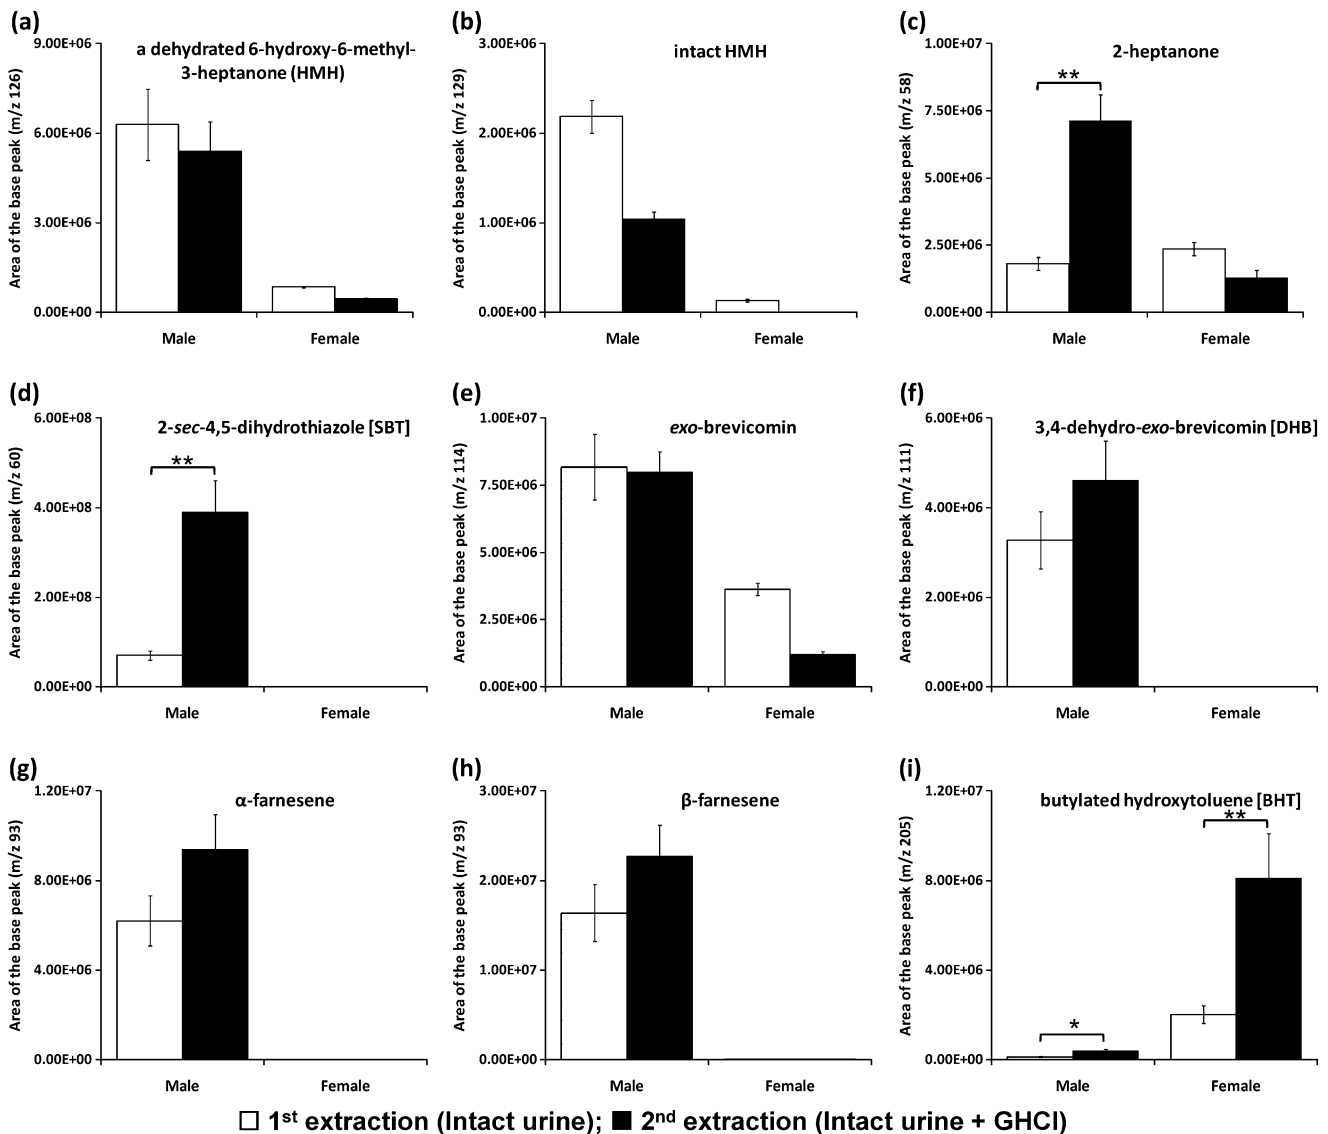 (a)
a dehydrated 6-hydroxy-6-methyl-
3-heptanone (HMH)
Area of the base peak (m/z 126)
9.00E+06
6.00E+06
3.00E+06
0.00E+00
Male
Female
(b)
intact HMH
Area of the base peak (m/z 129)
3.00E+06
2.00E+06
1.00E+06
0.00E+00
Male
Female
(c)
2-heptanone
Area of the base peak (m/z 58)
1.00E+07
7.50E+06
5.00E+06
2.50E+06
0.00E+00
**
Male
Female
(d)
2-sec-4,5-dihydrothiazole [SBT]
Area of the base peak (m/z 60)
6.00E+08
4.00E+08
2.00E+08
0.00E+00
**
Male
Female
(e)
exo-brevicomin
Area of the base peak (m/z 114)
1.00E+07
7.50E+06
5.00E+06
2.50E+06
0.00E+00
Male
Female
(f)
3,4-dehydro-exo-brevicomin [DHB]
Area of the base peak (m/z 111)
6.00E+06
4.00E+06
2.00E+06
0.00E+00
Male
Female
(g)
α-farnesene
Area of the base peak (m/z 93)
1.20E+07
8.00E+06
4.00E+06
0.00E+00
Male
Female
(h)
β-farnesene
Area of the base peak (m/z 93)
3.00E+07
2.00E+07
1.00E+07
0.00E+00
Male
Female
(i)
butylated hydroxytoluene [BHT]
Area of the base peak (m/z 205)
1.20E+07
8.00E+06
4.00E+06
0.00E+00
**
*
Male
Female
1st extraction (Intact urine); 2nd extraction (Intact urine + GHCl)